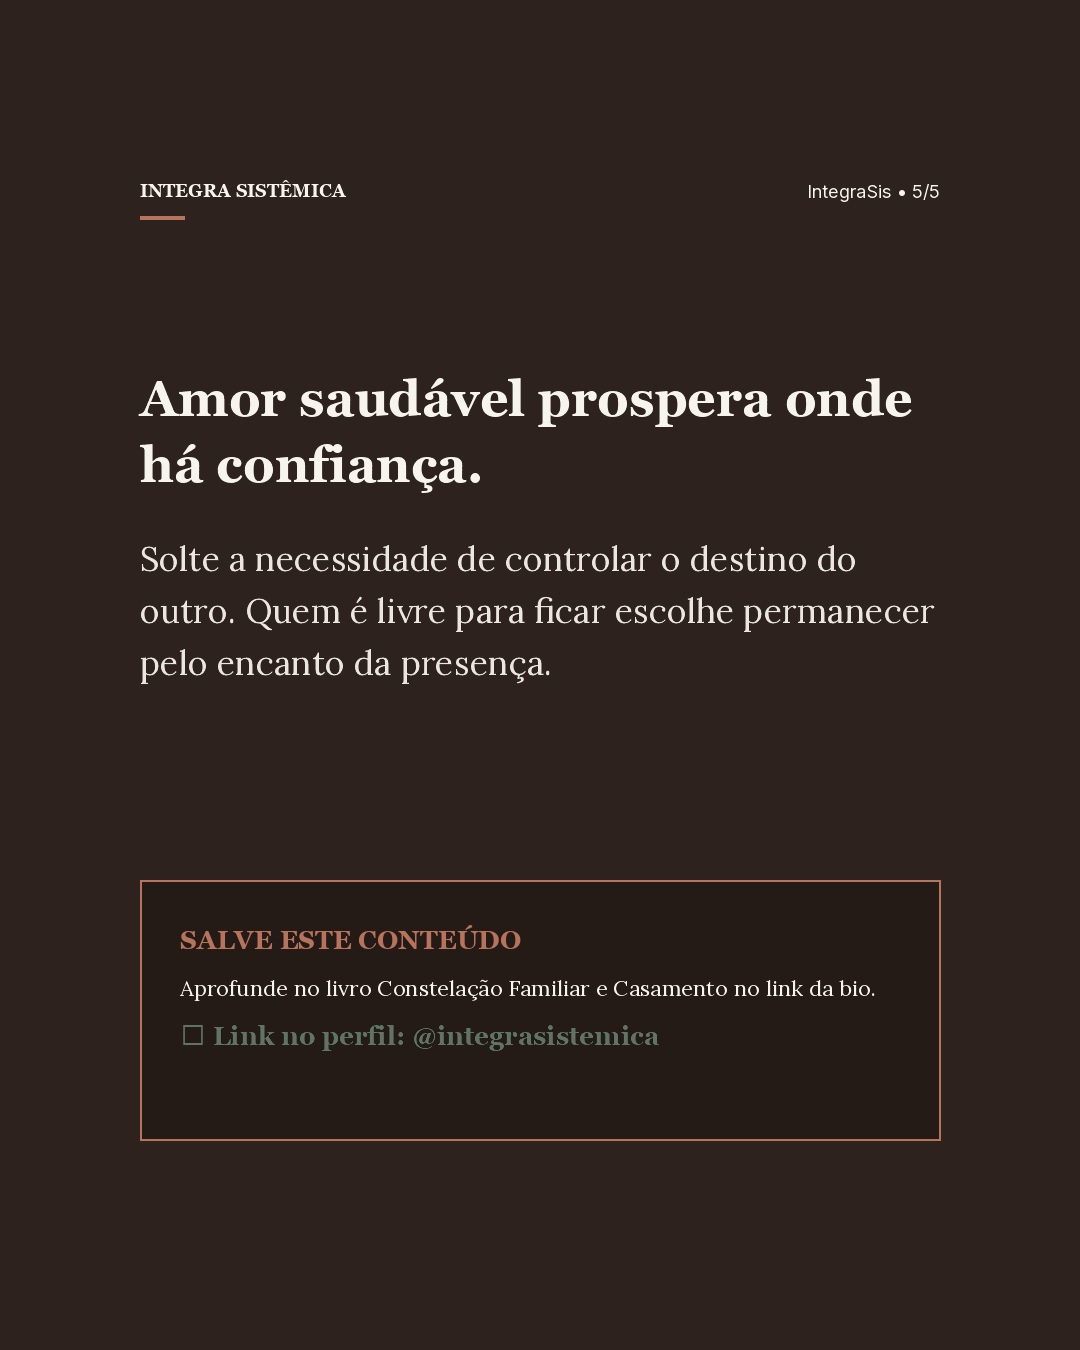 INTEGRA SISTÊMICA
IntegraSis • 5/5
Amor saudável prospera onde
há confiança.
Solte a necessidade de controlar o destino do
outro. Quem é livre para ficar escolhe permanecer
pelo encanto da presença.
SALVE ESTE CONTEÚDO
Aprofunde no livro Constelação Familiar e Casamento no link da bio.
☐ Link no perfil: @integrasistemica